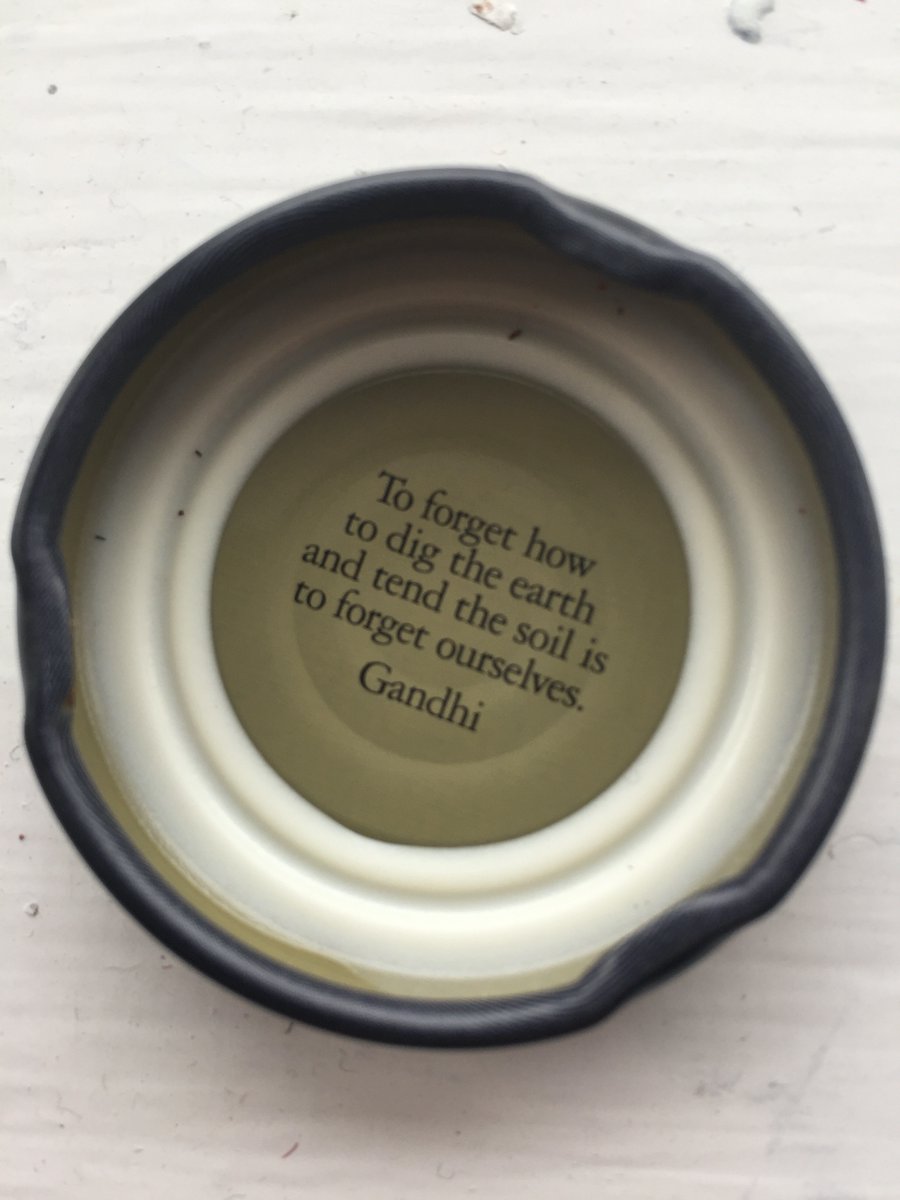 To forget how
to dig the earth
and tend the soil is
to forget ourselves.
Gandhi